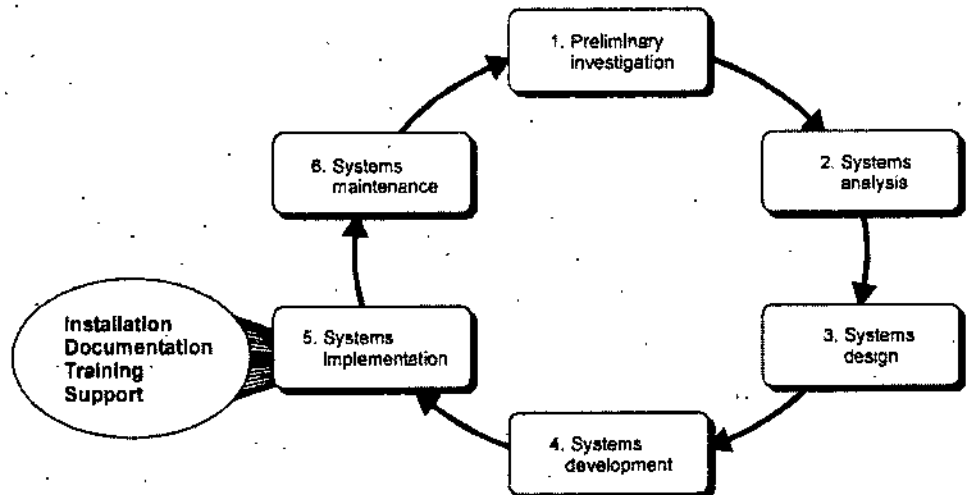 1. Preliminary
investigation
2. Systems
analysis
3. Systems
design
4. Systems
development
5. Systems
Implementation
6. Systems
maintenance
Installation
Documentation
Training
Support